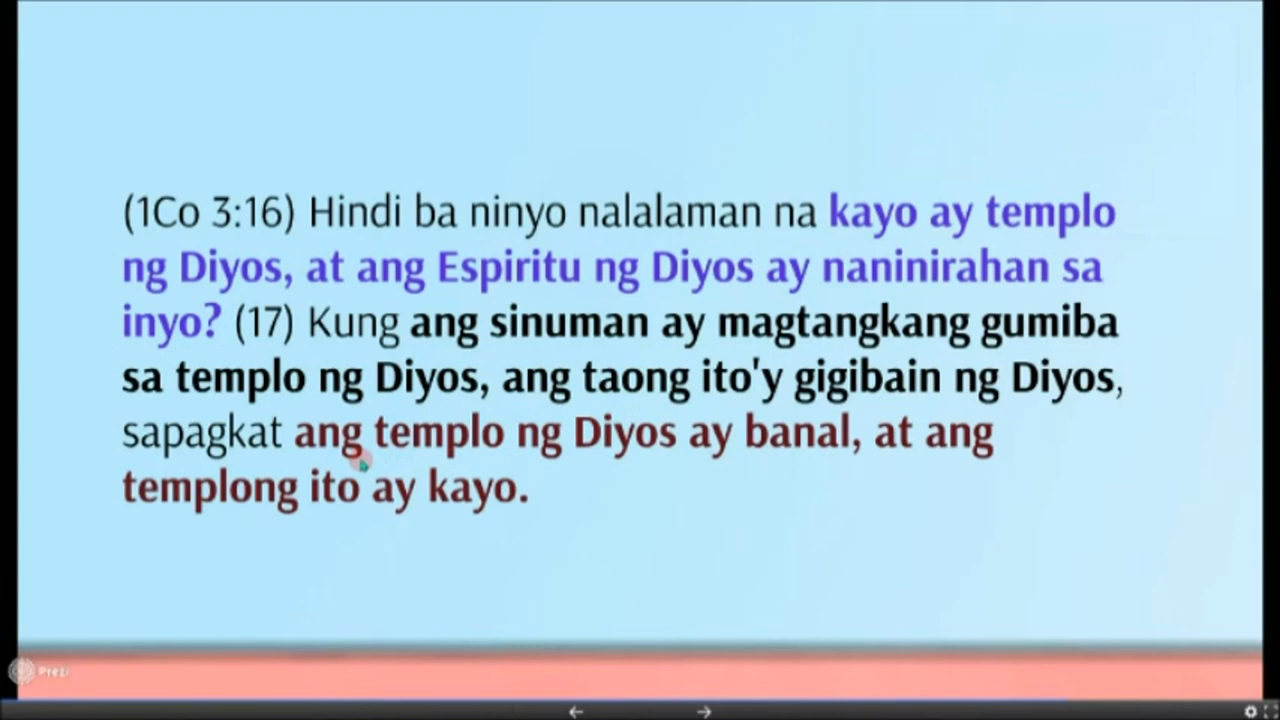 (1Co 3:16) Hindi ba ninyo nalalaman na kayo ay templo
ng Diyos, at ang Espiritu ng Diyos ay naninirahan sa
inyo? (17) Kung ang sinuman ay magtangkang gumiba
sa templo ng Diyos, ang taong ito'y gigibain ng Diyos,
sapagkat ang templo ng Diyos ay banal, at ang
templong ito ay kayo.
Prezi